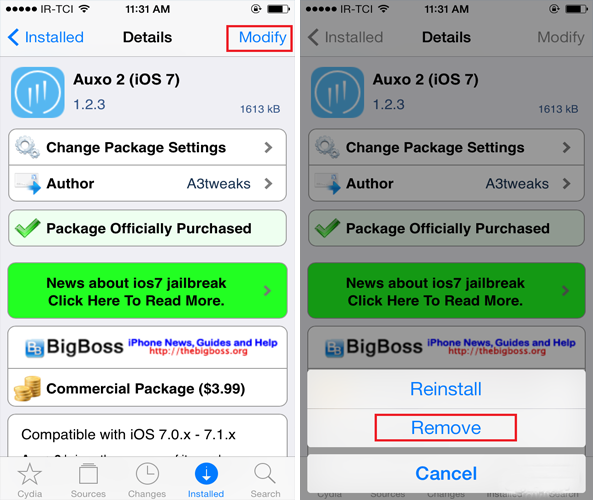 IR-TCI 11:31 AM
Installed Details Modify
Auxo 2 (iOS 7)
1.2.3 1613 kB
Change Package Settings
Author A3tweaks
Package Officially Purchased
News about ios7 jailbreak
Click Here To Read More.
BigBoss iPhone News, Guides and Help
http://thebigboss.org
Commercial Package ($3.99)
Compatible with iOS 7.0.x - 7.1.x
Cydia Sources Changes Installed Search
IR-TCI 11:31 AM
Installed Details Modify
Auxo 2 (iOS 7)
1.2.3 1613 kB
Change Package Settings
Author A3tweaks
Package Officially Purchased
News about ios7 jailbreak
Click Here To Read More.
BigBoss iPhone News, Guides and Help
http://thebigboss.org
Reinstall
Remove
Cancel
Cydia Sources Changes Installed Search